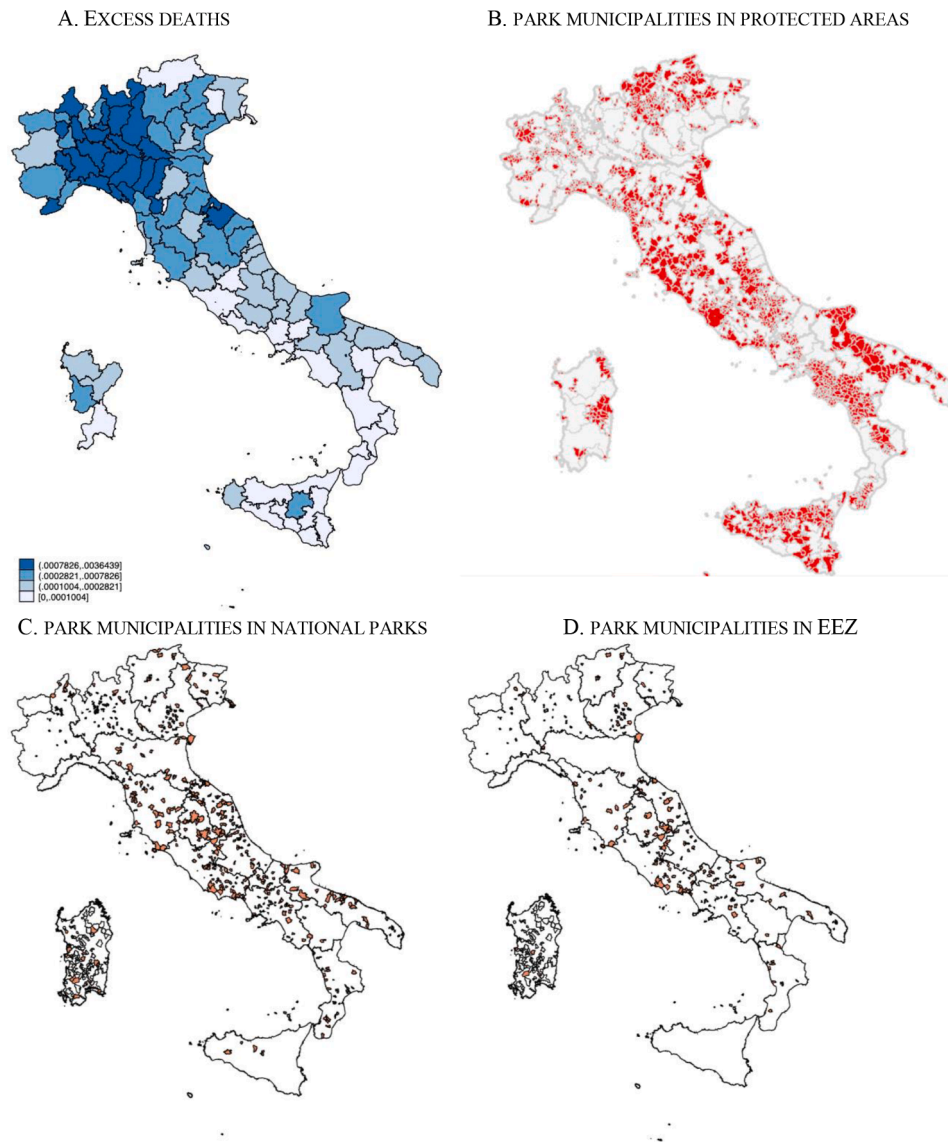 A. EXCESS DEATHS
B. PARK MUNICIPALITIES IN PROTECTED AREAS
(.0007826,.0036439]
(.0002821,.0007826]
(.0001004,.0002821]
[0,.0001004]
C. PARK MUNICIPALITIES IN NATIONAL PARKS
D. PARK MUNICIPALITIES IN EEZ